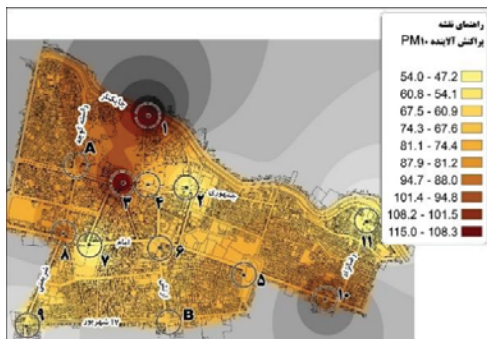 راهنمای نقشه
پراکنش آلاینده PM۱۰
54.0 - 47.2
60.8 - 54.1
67.5 - 60.9
74.3 - 67.6
81.1 - 74.4
87.9 - 81.2
94.7 - 88.0
101.4 - 94.8
108.2 - 101.5
115.0 - 108.3
چایکنار
۱
A
۳
۴
۲
جمهوری
۱۱
۸
۷
امام
۶
۵
۱۰
۹
۱۷ شهریور
B